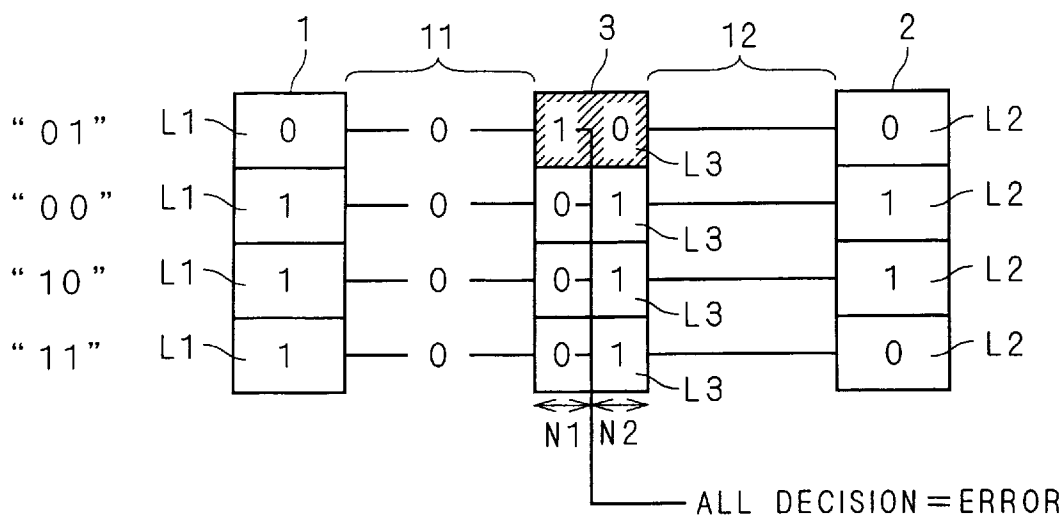 1 11 3 12 2
“01” L1 0 0 1 0 L3 0 L2
“00” L1 1 0 0 1 L3 1 L2
“10” L1 1 0 0 1 L3 1 L2
“11” L1 1 0 0 1 L3 0 L2
N1 N2
ALL DECISION=ERROR